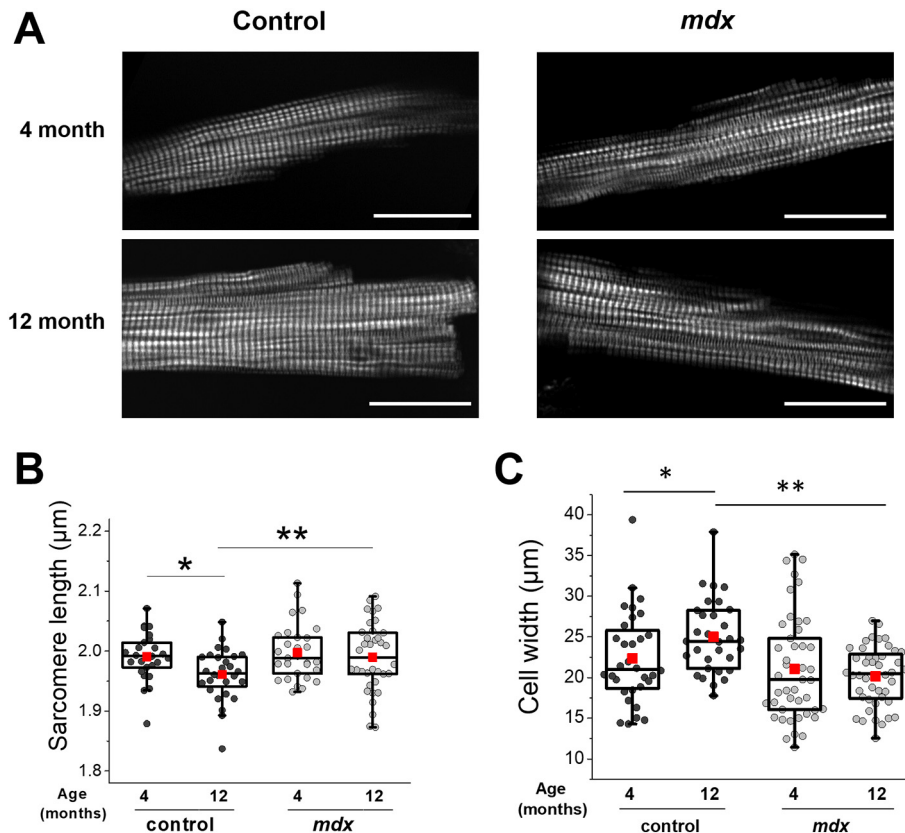 A
Control
mdx
4 month
12 month
B
Sarcomere length (µm)
2.2
2.1
2.0
1.9
1.8
*
**
Age
(months)
4
12
4
12
control
mdx
C
Cell width (µm)
40
35
30
25
20
15
10
*
**
Age
(months)
4
12
4
12
control
mdx